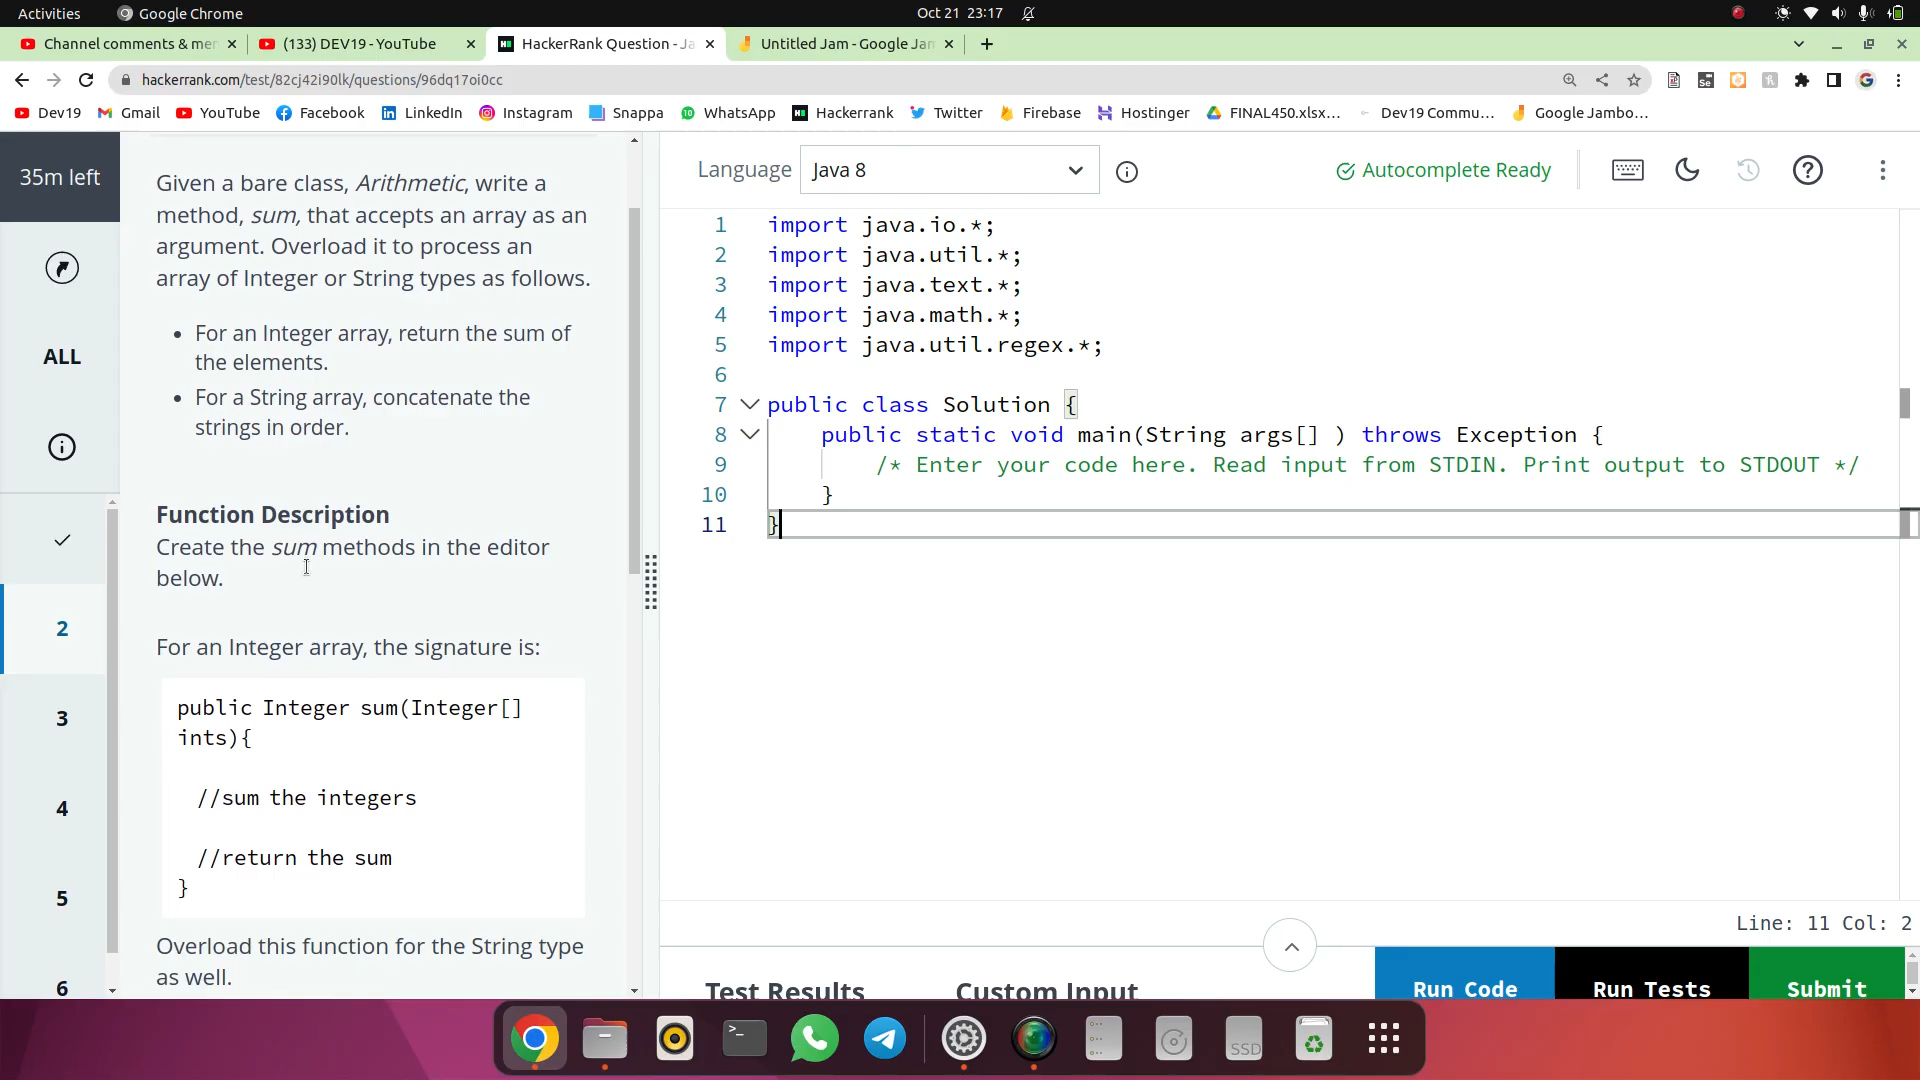 Activities
Google Chrome
Oct 21 23:17
Channel comments & me
(133) DEV19 - YouTube
HackerRank Question - Ja
Untitled Jam - Google Jam
hackerrank.com/test/82cj42i90lk/questions/96dq17oi0cc
Dev19
Gmail
YouTube
Facebook
LinkedIn
Instagram
Snappa
WhatsApp
Hackerrank
Twitter
Firebase
Hostinger
FINAL450.xlsx...
Dev19 Commu...
Google Jambo...
35m left
ALL
2
3
4
5
6
Given a bare class, Arithmetic, write a
method, sum, that accepts an array as an
argument. Overload it to process an
array of Integer or String types as follows.
• For an Integer array, return the sum of
the elements.
• For a String array, concatenate the
strings in order.
Function Description
Create the sum methods in the editor
below.
For an Integer array, the signature is:
public Integer sum(Integer[]
ints){
//sum the integers
//return the sum
}
Overload this function for the String type
as well.
Language
Java 8
Autocomplete Ready
1 import java.io.*;
2 import java.util.*;
3 import java.text.*;
4 import java.math.*;
5 import java.util.regex.*;
6
7 public class Solution {
8 public static void main(String args[] ) throws Exception {
9 /* Enter your code here. Read input from STDIN. Print output to STDOUT */
10 }
11 }
Line: 11 Col: 2
Test Results
Custom Input
Run Code
Run Tests
Submit
SSD